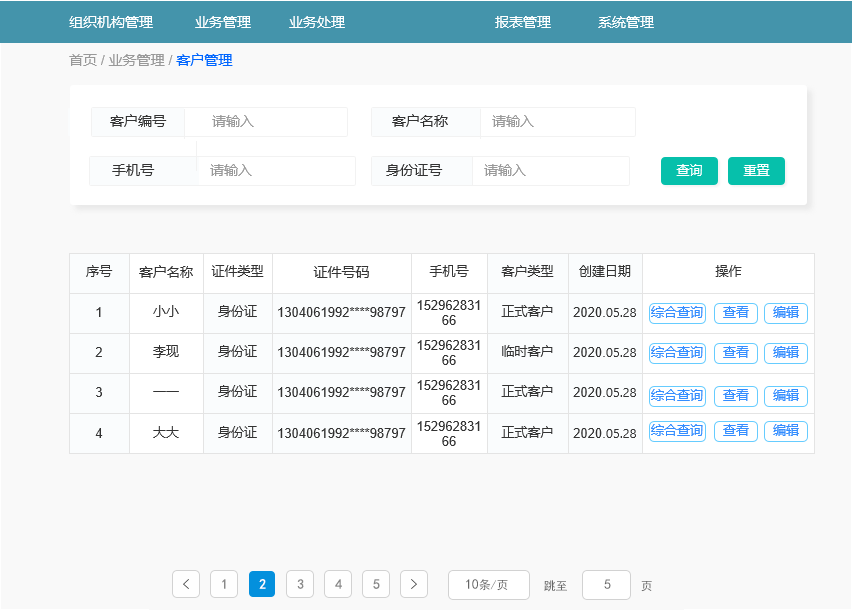 组织机构管理 业务管理 业务处理 报表管理 系统管理
首页 / 业务管理 / 客户管理
客户编号 请输入 客户名称 请输入
手机号 请输入 身份证号 请输入 查询 重置
序号 客户名称 证件类型 证件号码 手机号 客户类型 创建日期 操作
1 小小 身份证 1304061992****98797 15296283166 正式客户 2020.05.28 综合查询 查看 编辑
2 李现 身份证 1304061992****98797 15296283166 临时客户 2020.05.28 综合查询 查看 编辑
3 一一 身份证 1304061992****98797 15296283166 正式客户 2020.05.28 综合查询 查看 编辑
4 大大 身份证 1304061992****98797 15296283166 正式客户 2020.05.28 综合查询 查看 编辑
< 1 2 3 4 5 > 10条/页 跳至 5 页